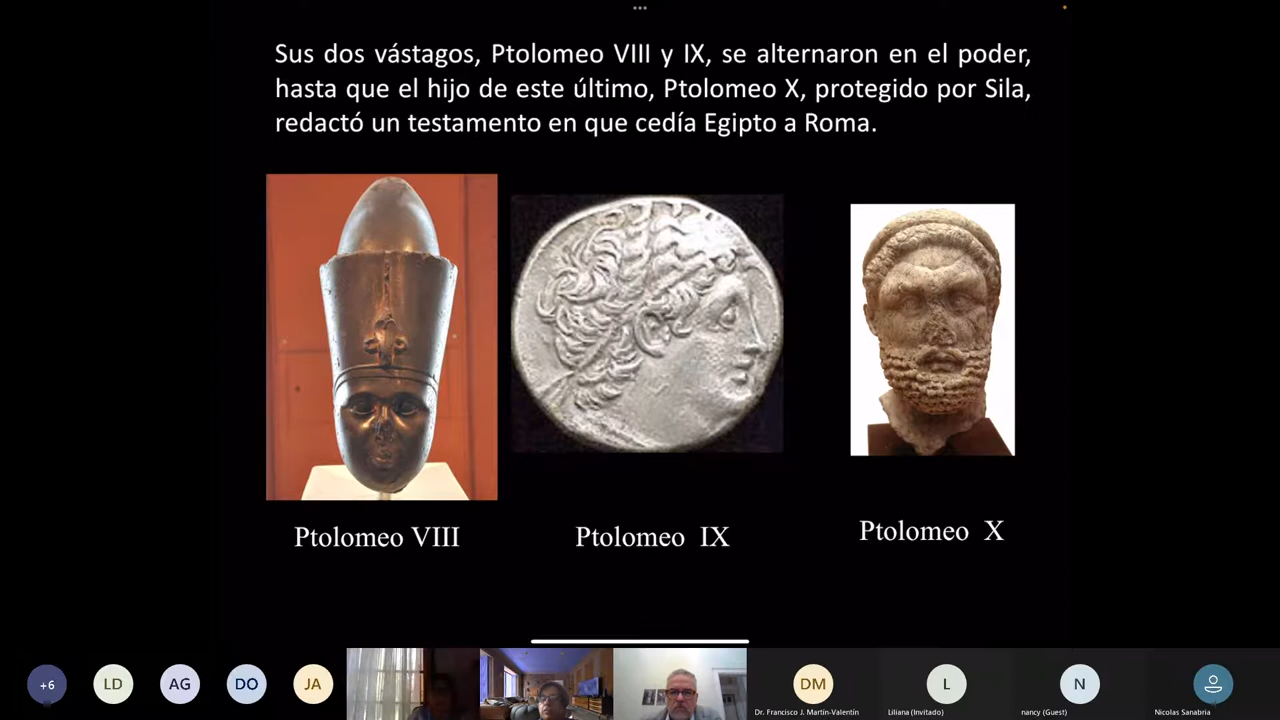 Sus dos vástagos, Ptolomeo VIII y IX, se alternaron en el poder,
hasta que el hijo de este último, Ptolomeo X, protegido por Sila,
redactó un testamento en que cedía Egipto a Roma.
Ptolomeo VIII
Ptolomeo IX
Ptolomeo X
+6
LD
AG
DO
JA
DM
L
N
Dr. Francisco J. Martín-Valentín
Liliana (Invitado)
nancy (Guest)
Nicolas Sanabria